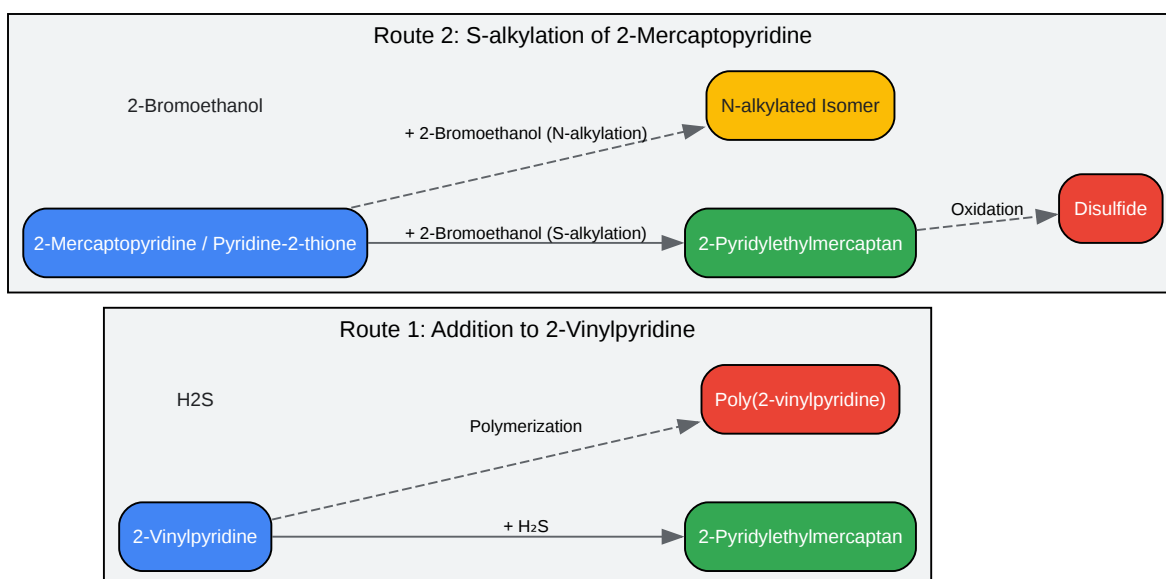 Route 2: S-alkylation of 2-Mercaptopyridine
2-Bromoethanol
N-alkylated Isomer
+ 2-Bromoethanol (N-alkylation)
Disulfide
Oxidation
2-Mercaptopyridine / Pyridine-2-thione
+ 2-Bromoethanol (S-alkylation)
2-Pyridylethylmercaptan
Route 1: Addition to 2-Vinylpyridine
H2S
Poly(2-vinylpyridine)
Polymerization
2-Vinylpyridine
+ H₂S
2-Pyridylethylmercaptan